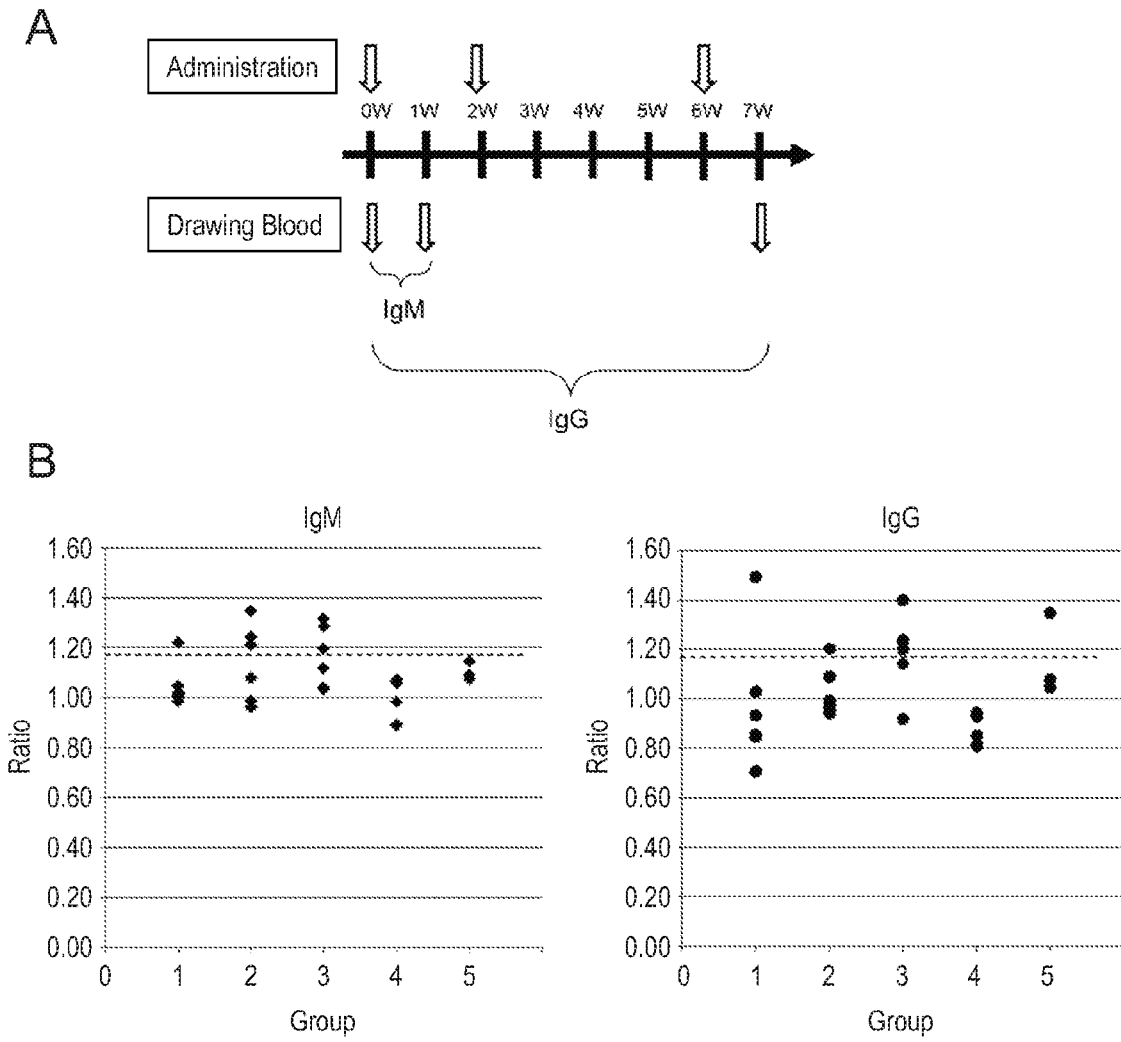 A
Administration
0W 1W 2W 3W 4W 5W 6W 7W
Drawing Blood
IgM
IgG
B
IgM
1.60
1.40
1.20
1.00
0.80
0.60
0.40
0.20
0.00
Ratio
0 1 2 3 4 5
Group
IgG
1.60
1.40
1.20
1.00
0.80
0.60
0.40
0.20
0.00
Ratio
0 1 2 3 4 5
Group